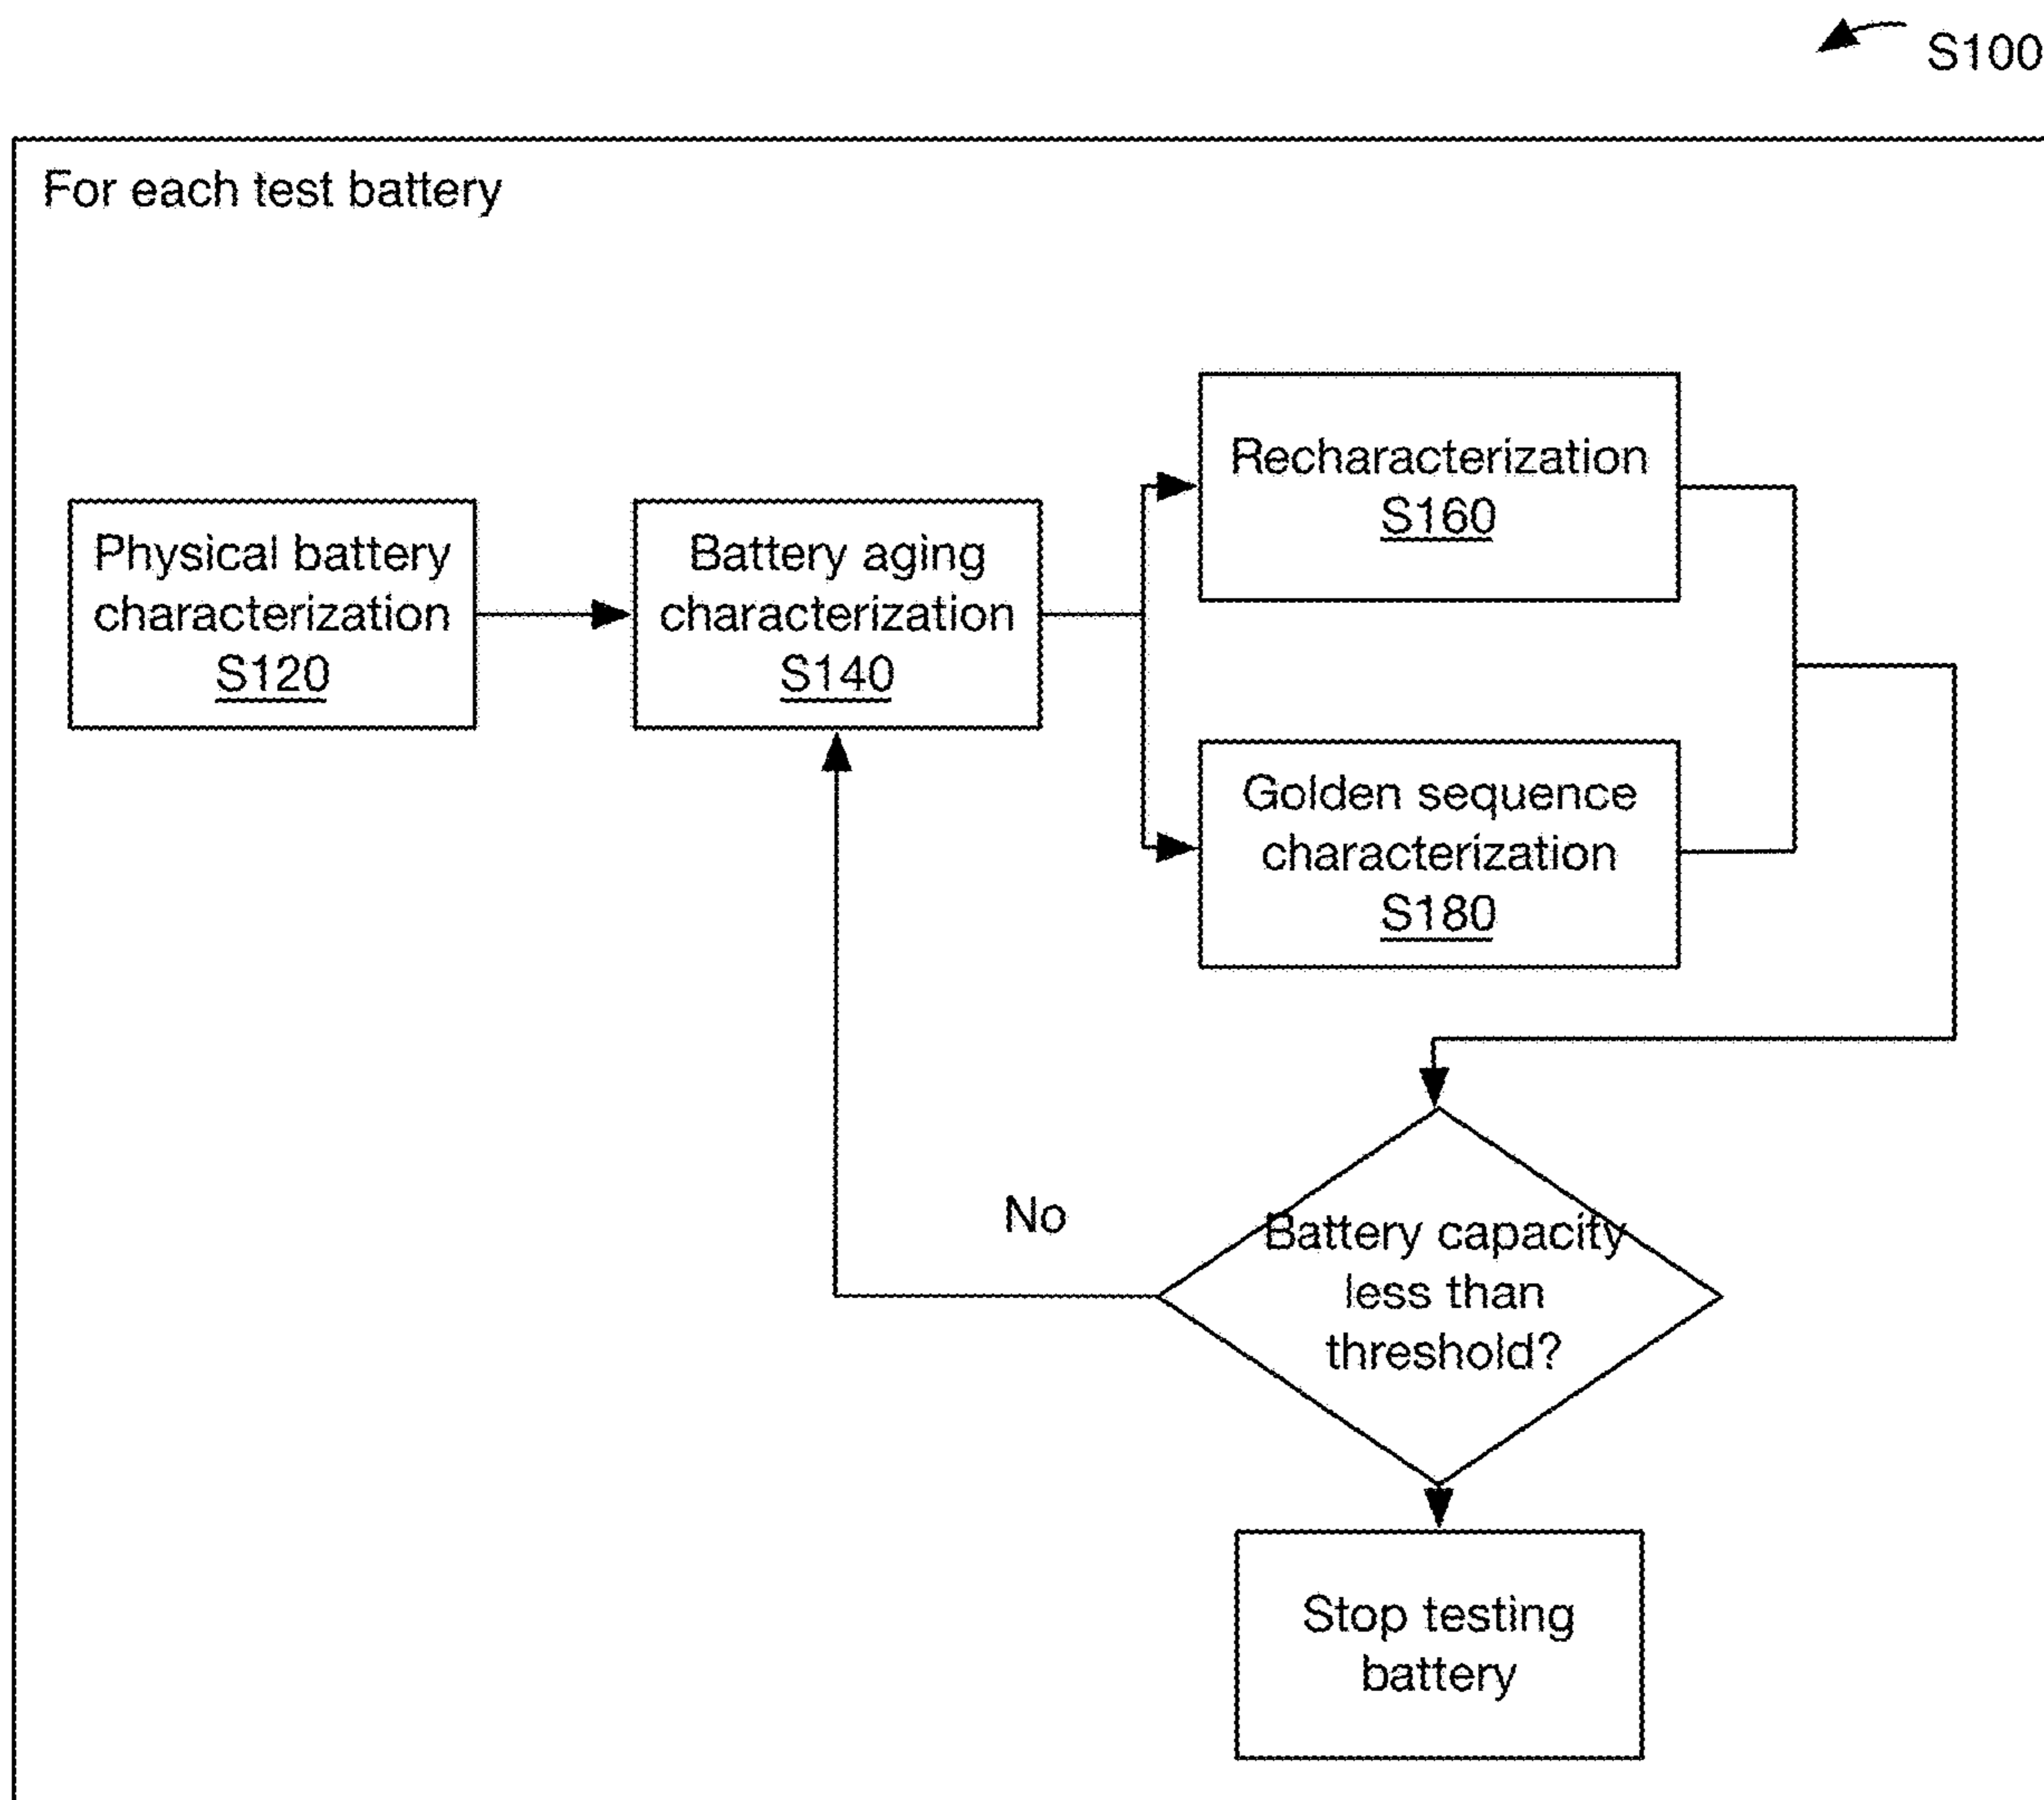 S100
For each test battery
Physical battery
characterization
S120
Battery aging
characterization
S140
Recharacterization
S160
Golden sequence
characterization
S180
No
Battery capacity
less than
threshold?
Stop testing
battery